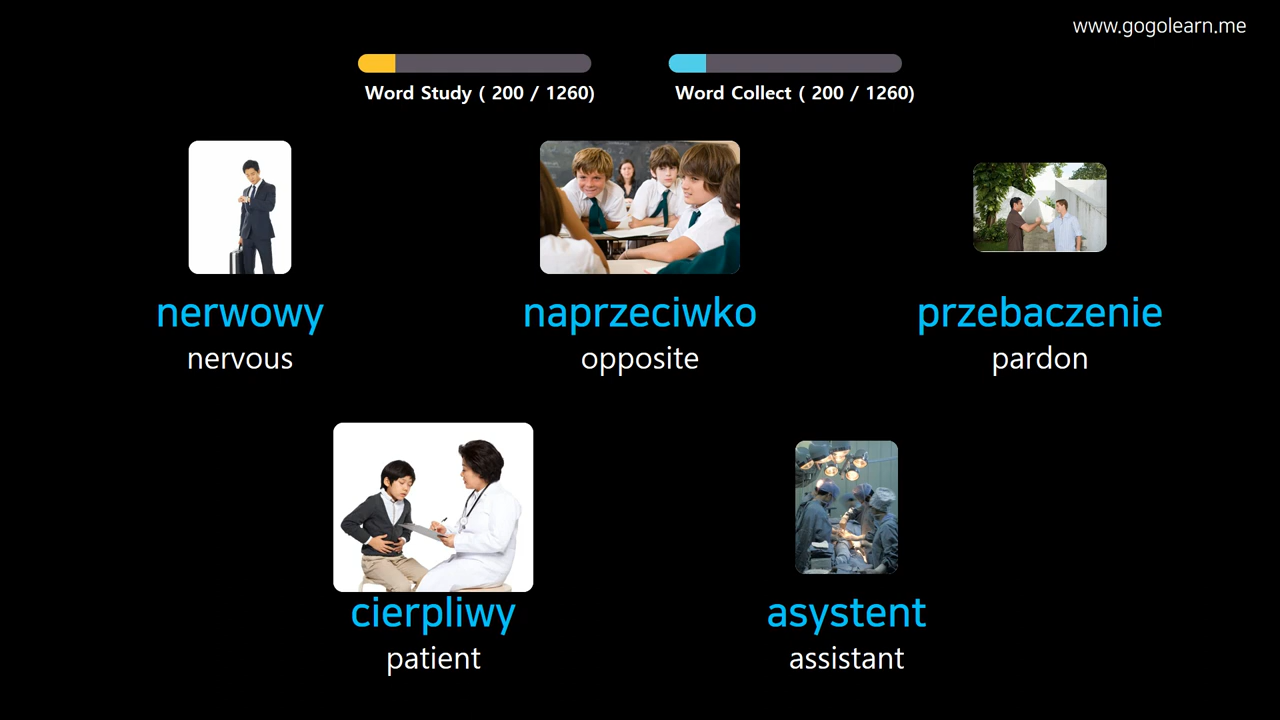 www.gogolearn.me
Word Study ( 200 / 1260)
Word Collect ( 200 / 1260)
nerwowy
nervous
naprzeciwko
opposite
przebaczenie
pardon
cierpliwy
patient
asystent
assistant